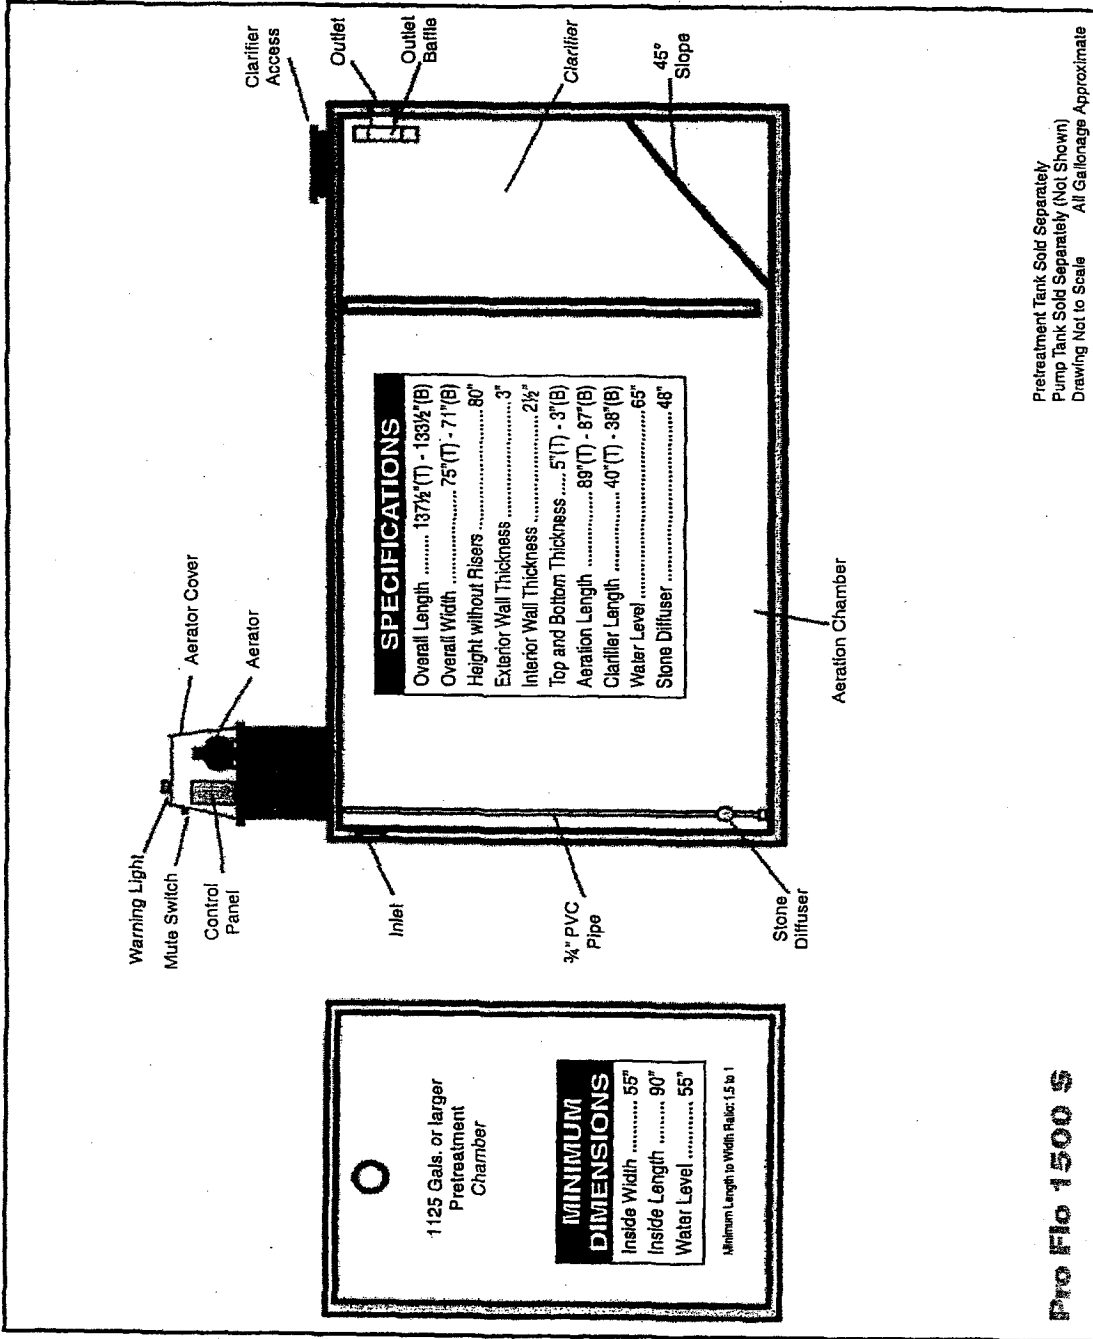 Warning Light
Mute Switch
Control
Panel
Aerator Cover
Aerator
Clarifier
Access
Outlet
Outlet
Baffle
Clarifier
45°
Slope
Inlet
¾" PVC
Pipe
Stone
Diffuser
Aeration Chamber
1125 Gals. or larger
Pretreatment
Chamber
MINIMUM
DIMENSIONS
Inside Width .......... 55"
Inside Length ......... 90"
Water Level ............ 55"
Minimum Length to Width Ratio: 1.5 to 1
SPECIFICATIONS
Overall Length ......... 137½"(T) - 133½"(B)
Overall Width .................. 75"(T) - 71"(B)
Height without Risers ..................... 80"
Exterior Wall Thickness .................. 3"
Interior Wall Thickness ................. 2½"
Top and Bottom Thickness ..... 5"(T) - 3"(B)
Aeration Length ............... 89"(T) - 87"(B)
Clarifier Length ................ 40"(T) - 38"(B)
Water Level ................................. 65"
Stone Diffuser .............................. 48"
Pretreatment Tank Sold Separately
Pump Tank Sold Separately (Not Shown)
Drawing Not to Scale All Gallonage Approximate
Pro Flo 1500 S